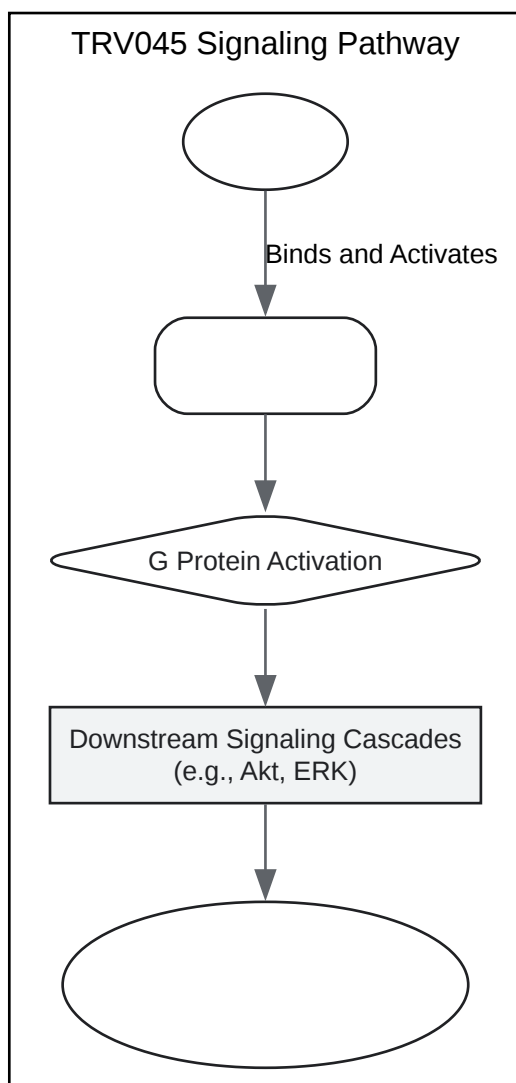 TRV045 Signaling Pathway
Binds and Activates
G Protein Activation
Downstream Signaling Cascades
(e.g., Akt, ERK)